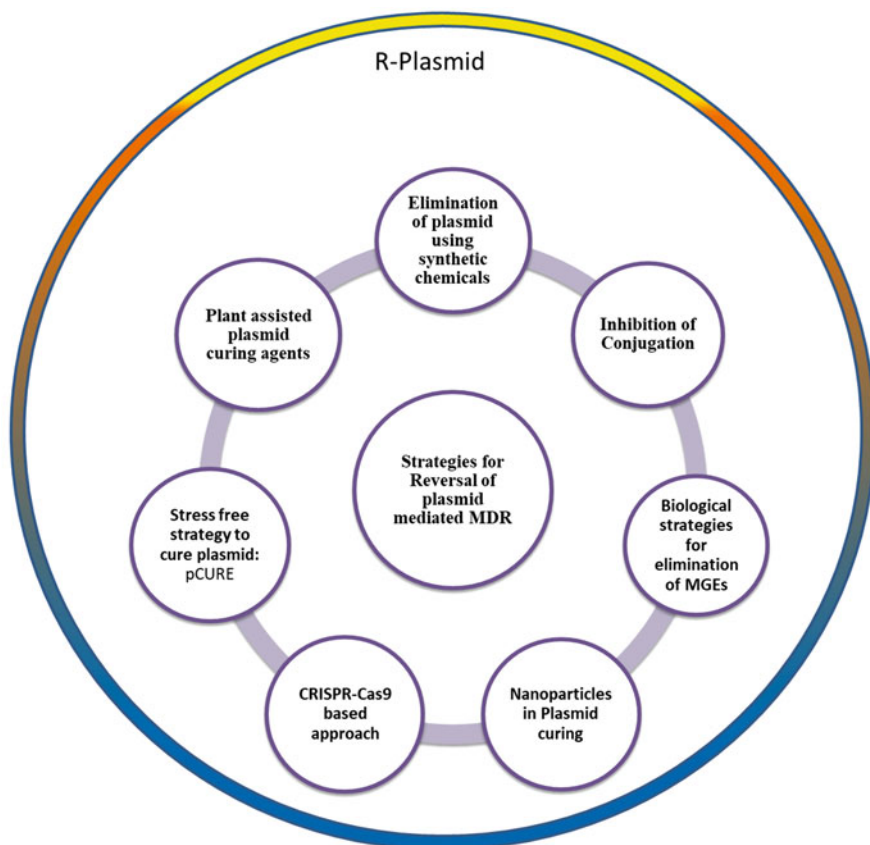 R-Plasmid
Elimination
of plasmid
using
synthetic
chemicals
Plant assisted
plasmid
curing agents
Inhibition of
Conjugation
Strategies for
Reversal of
plasmid
mediated MDR
Stress free
strategy to
cure plasmid:
pCURE
Biological
strategies
for
elimination
of MGEs
CRISPR-Cas9
based
approach
Nanoparticles
in Plasmid
curing